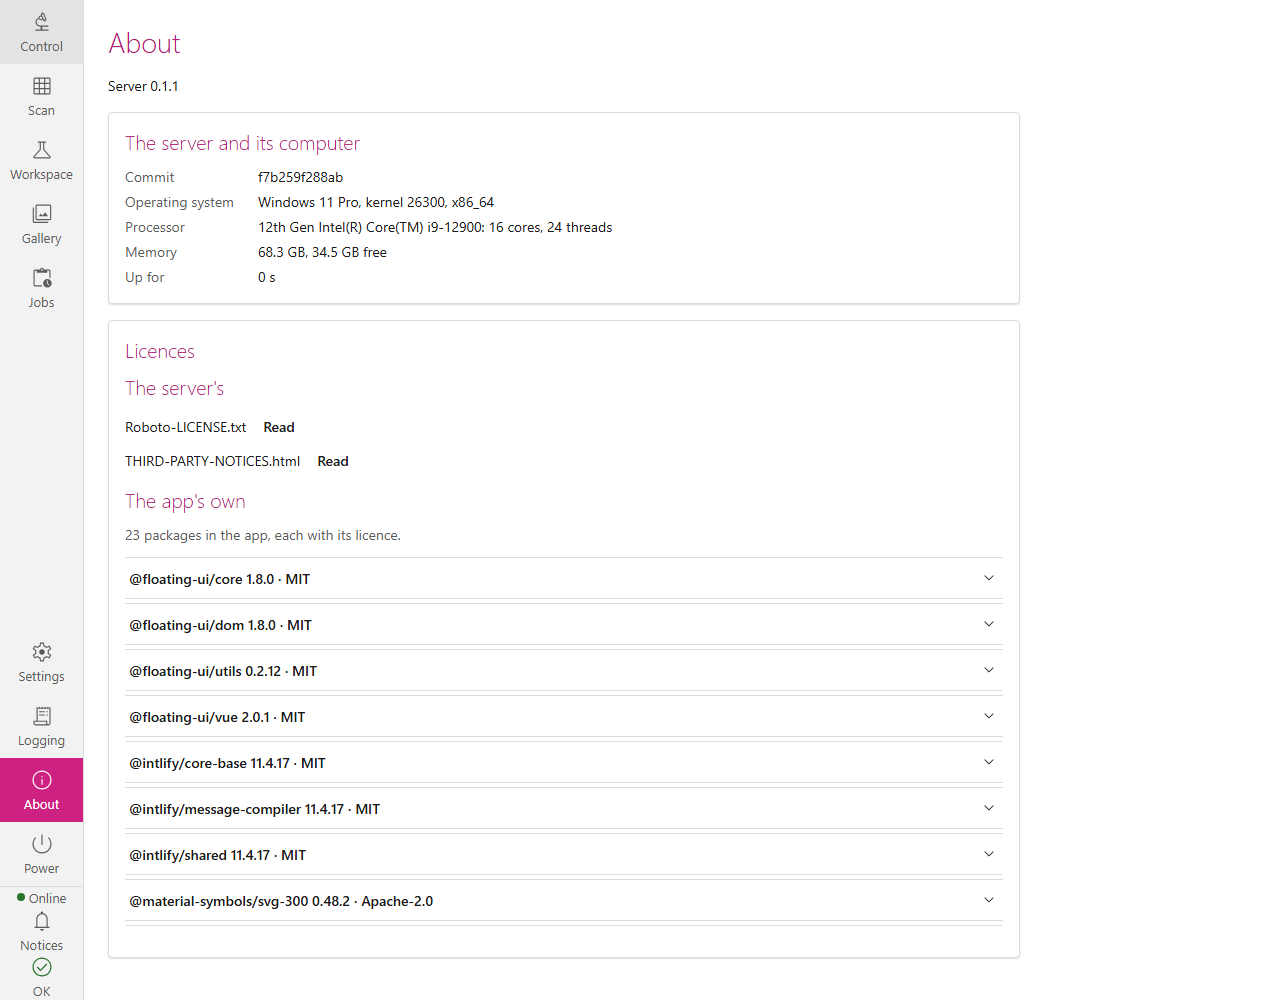 Control
Scan
Workspace
Gallery
Jobs
Settings
Logging
About
Power
Online
Notices
OK
About
Server 0.1.1
The server and its computer
Commit f7b259f288ab
Operating system Windows 11 Pro, kernel 26300, x86_64
Processor 12th Gen Intel(R) Core(TM) i9-12900: 16 cores, 24 threads
Memory 68.3 GB, 34.5 GB free
Up for 0 s
Licences
The server's
Roboto-LICENSE.txt Read
THIRD-PARTY-NOTICES.html Read
The app's own
23 packages in the app, each with its licence.
@floating-ui/core 1.8.0 · MIT
@floating-ui/dom 1.8.0 · MIT
@floating-ui/utils 0.2.12 · MIT
@floating-ui/vue 2.0.1 · MIT
@intlify/core-base 11.4.17 · MIT
@intlify/message-compiler 11.4.17 · MIT
@intlify/shared 11.4.17 · MIT
@material-symbols/svg-300 0.48.2 · Apache-2.0